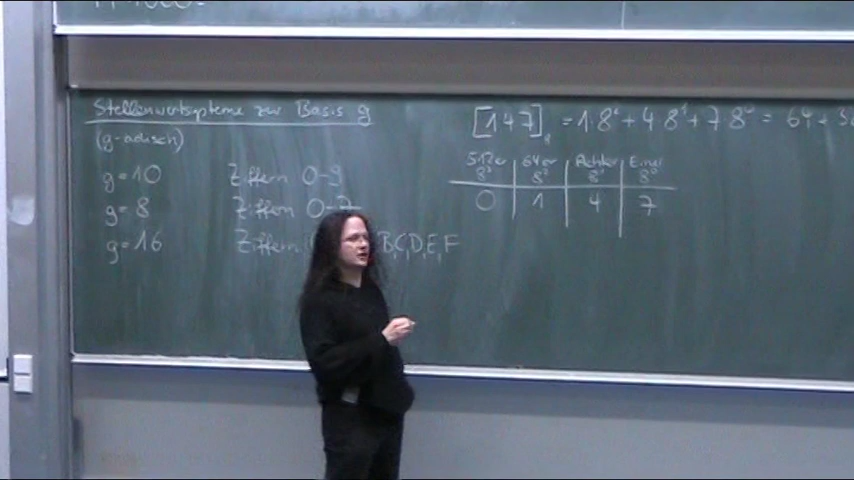 Stellenwertsysteme zur Basis g
(g-adisch)
g=10 Ziffern 0-9
g=8 Ziffern 0-7
g=16 Ziffern B,C,D,E,F
[147]₈ = 1·8² + 4·8¹ + 7·8⁰ = 64 +
512er 64er Achter Einer
8³ 8² 8¹ 8⁰
0 1 4 7